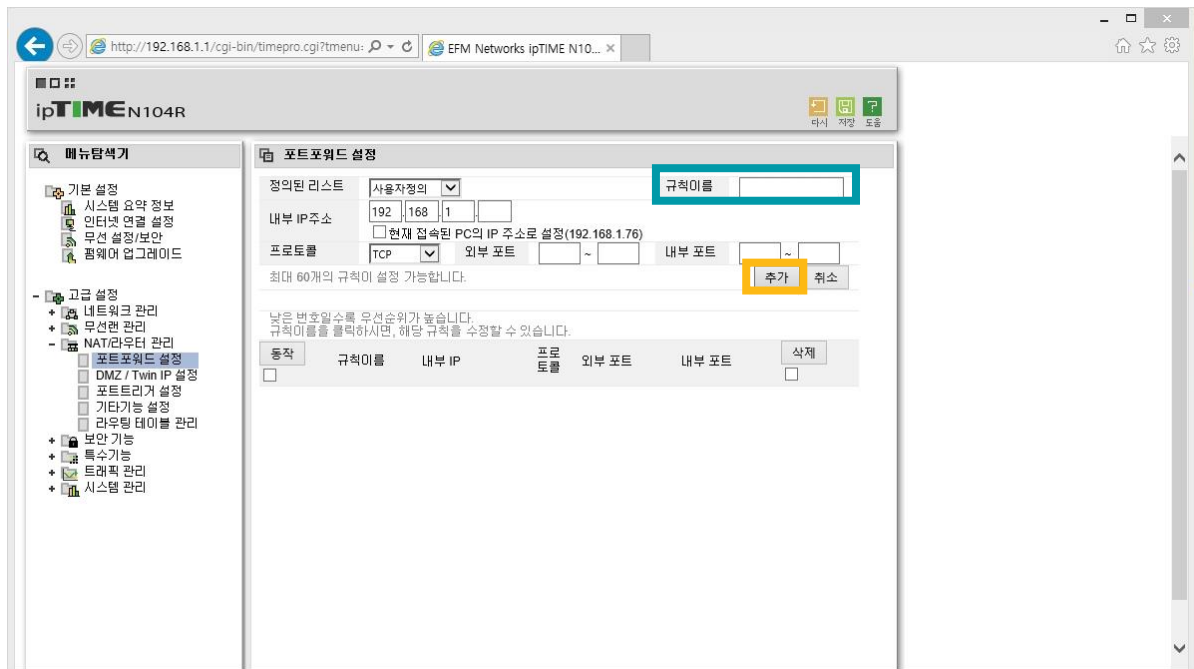 http://192.168.1.1/cgi-bin/timepro.cgi?tmenu:
EFM Networks ipTIME N10...
ipTIME N104R
다시 저장 도움
메뉴탐색기
기본 설정
시스템 요약 정보
인터넷 연결 설정
무선 설정/보안
펌웨어 업그레이드
고급 설정
네트워크 관리
무선랜 관리
NAT/라우터 관리
포트포워드 설정
DMZ / Twin IP 설정
포트트리거 설정
기타기능 설정
라우팅 테이블 관리
보안 기능
특수기능
트래픽 관리
시스템 관리
포트포워드 설정
정의된 리스트 사용자정의 규칙이름
내부 IP주소 192 . 168 . 1 .
현재 접속된 PC의 IP 주소로 설정(192.168.1.76)
프로토콜 TCP 외부 포트 ~ 내부 포트 ~
최대 60개의 규칙이 설정 가능합니다. 추가 취소
낮은 번호일수록 우선순위가 높습니다.
규칙이름을 클릭하시면, 해당 규칙을 수정할 수 있습니다.
동작 규칙이름 내부 IP 프로토콜 외부 포트 내부 포트 삭제